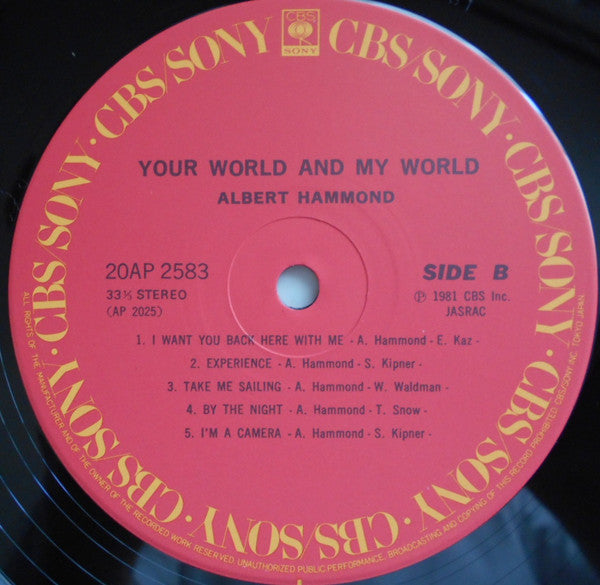 CBS/SONY · CBS/SONY · CBS/SONY · CBS/SONY · CBS/SONY · CBS/SONY · CBS/SONY · CBS/SONY
CBS
SONY
YOUR WORLD AND MY WORLD
ALBERT HAMMOND
20AP 2583
33⅓ STEREO
(AP 2025)
SIDE B
Ⓟ 1981 CBS Inc.
JASRAC
1. I WANT YOU BACK HERE WITH ME - A. Hammond - E. Kaz -
2. EXPERIENCE - A. Hammond - S. Kipner -
3. TAKE ME SAILING - A. Hammond - W. Waldman -
4. BY THE NIGHT - A. Hammond - T. Snow -
5. I'M A CAMERA - A. Hammond - S. Kipner -
ALL RIGHTS OF THE MANUFACTURER AND OF THE OWNER OF THE RECORDED WORK RESERVED. UNAUTHORIZED PUBLIC PERFORMANCE, BROADCASTING AND COPYING OF THIS RECORD PROHIBITED. CBS/SONY INC. TOKYO JAPAN.